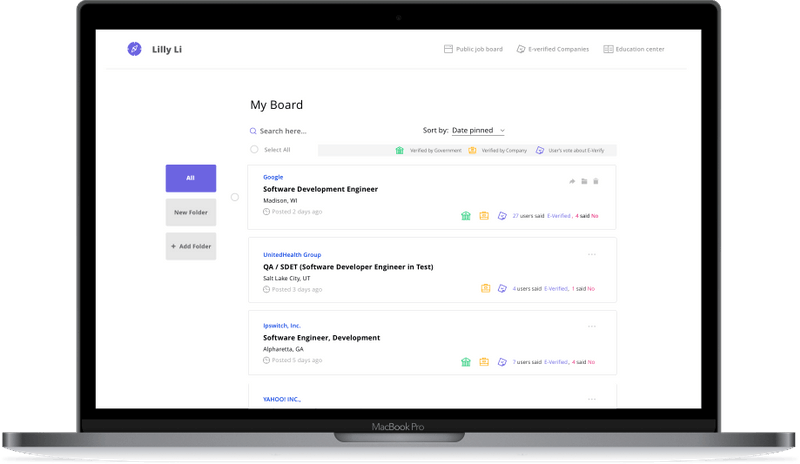 Lilly Li
Public job board
E-verified Companies
Education center
My Board
Search here...
Sort by: Date pinned
Select All
Verified by Government
Verified by Company
User's vote about E-Verify
All
New Folder
+ Add Folder
Google
Software Development Engineer
Madison, WI
Posted 2 days ago
27 users said E-Verified, 4 said No
UnitedHealth Group
QA / SDET (Software Developer Engineer in Test)
Salt Lake City, UT
Posted 3 days ago
4 users said E-Verified, 1 said No
Ipswitch, Inc.
Software Engineer, Development
Alpharetta, GA
Posted 5 days ago
7 users said E-Verified, 4 said No
YAHOO! INC.,
MacBook Pro